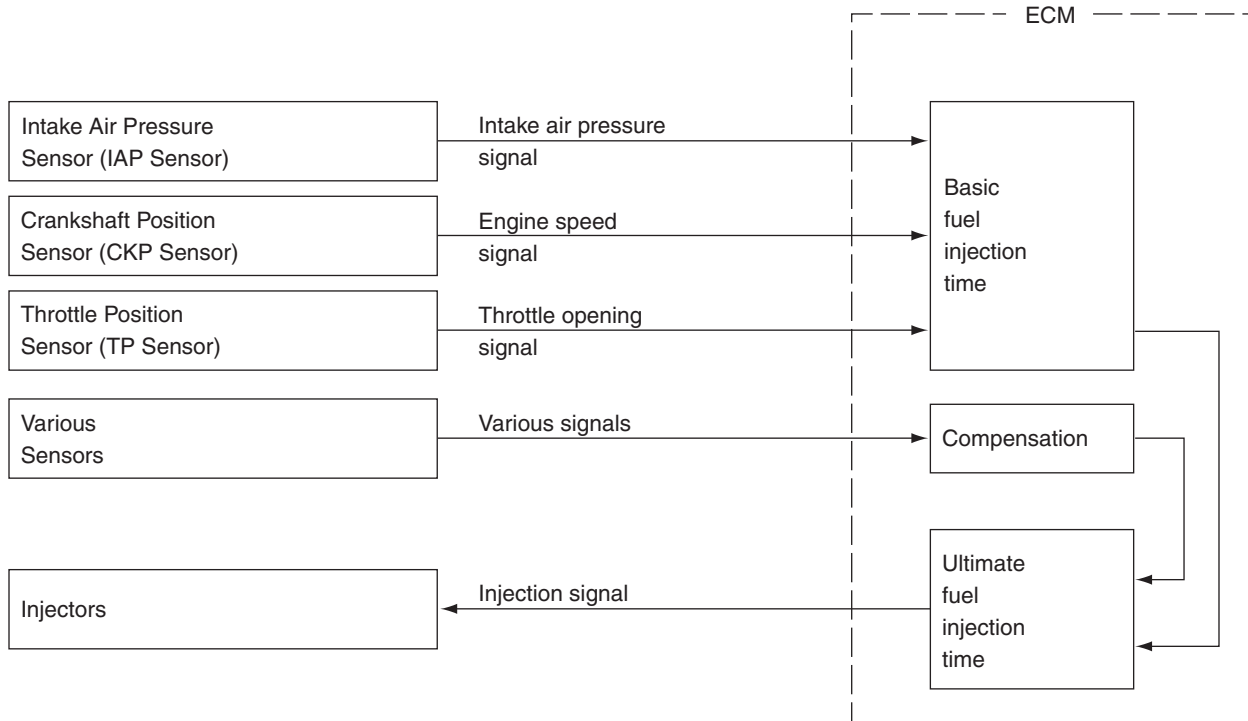 ECM
Intake Air Pressure
Sensor (IAP Sensor)
Intake air pressure
signal
Crankshaft Position
Sensor (CKP Sensor)
Engine speed
signal
Throttle Position
Sensor (TP Sensor)
Throttle opening
signal
Basic
fuel
injection
time
Various
Sensors
Various signals
Compensation
Injectors
Injection signal
Ultimate
fuel
injection
time